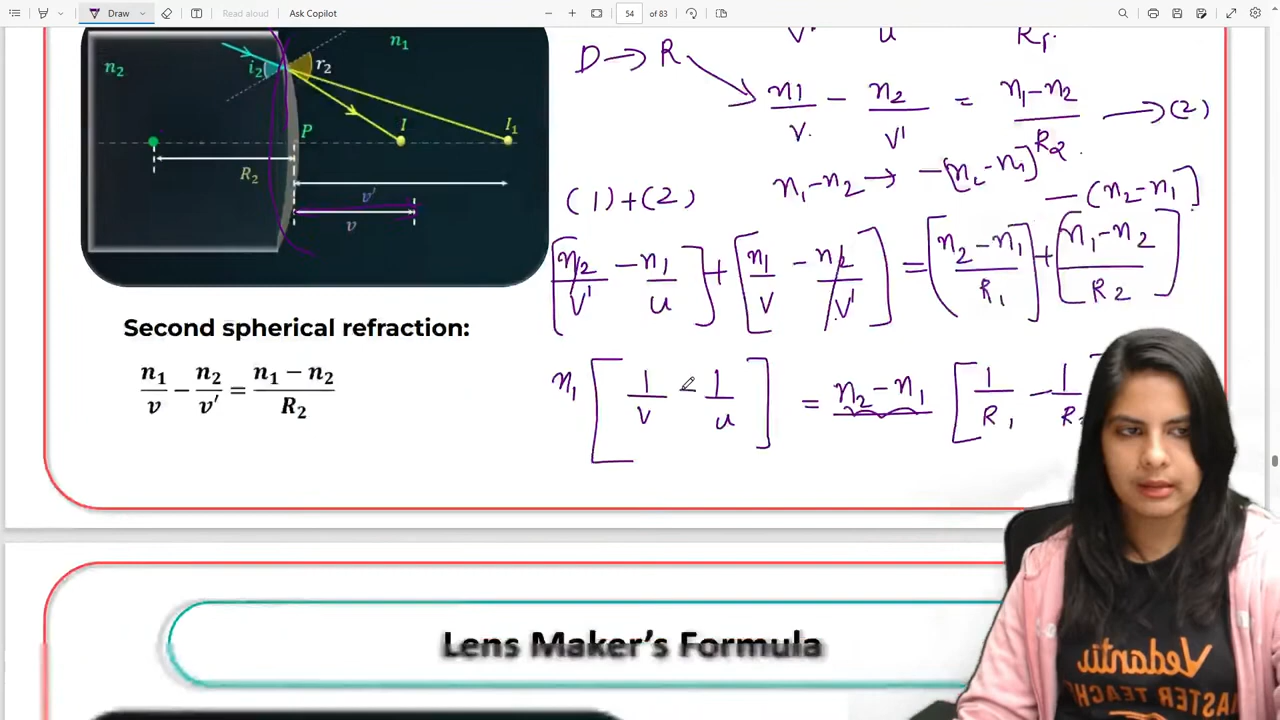 Draw
Read aloud
Ask Copilot
54 of 83
n₂
n₁
i₂
r₂
P
I
I₁
R₂
v'
v
Second spherical refraction:
n₁/v − n₂/v' = (n₁ − n₂)/R₂
v u R₁
D → R
n₁/v − n₂/v' = (n₁ − n₂)/R₂ → (2)
n₁ − n₂ → −[n₂ − n₁]
−(n₂ − n₁]
(1) + (2)
[n₂/v' − n₁/u] + [n₁/v − n₂/v'] = [n₂ − n₁/R₁] + [n₁ − n₂/R₂]
n₁ [1/v − 1/u] = n₂ − n₁ [1/R₁ − 1/R
Lens Maker's Formula
Vedantu
MASTER TEACH